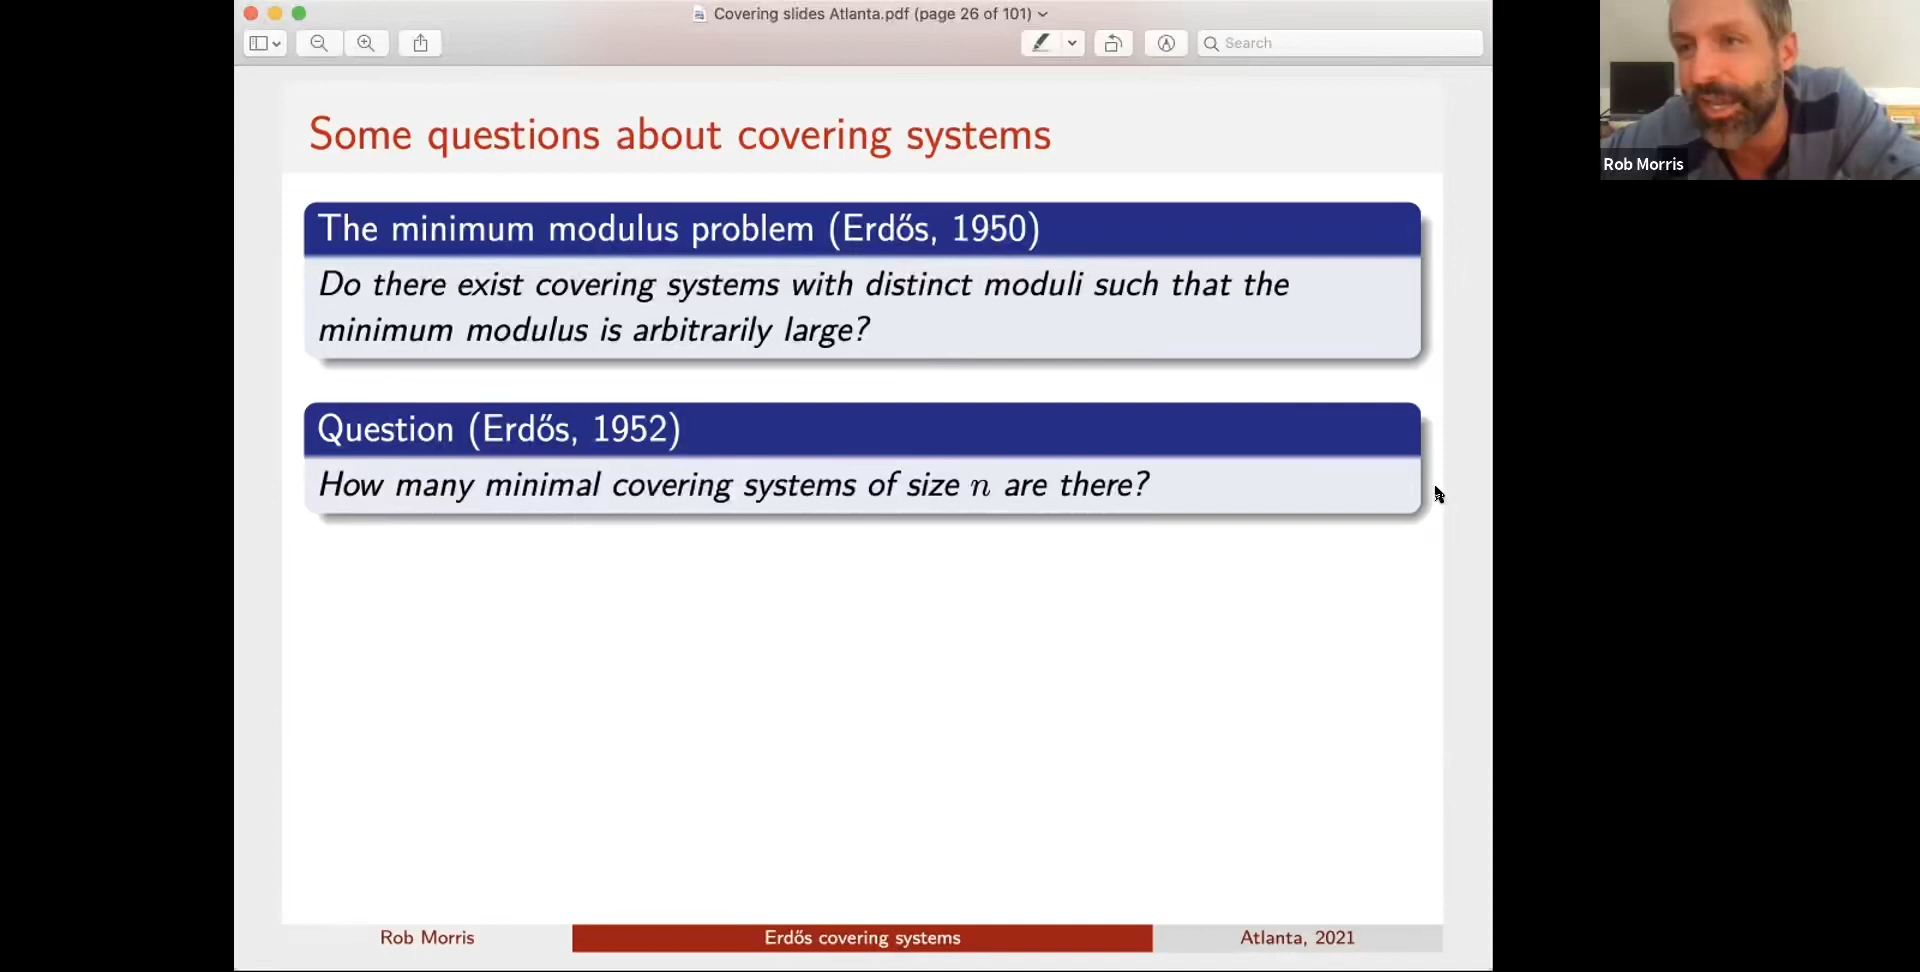 Covering slides Atlanta.pdf (page 26 of 101)
Search
Rob Morris
Some questions about covering systems
The minimum modulus problem (Erdős, 1950)
Do there exist covering systems with distinct moduli such that the
minimum modulus is arbitrarily large?
Question (Erdős, 1952)
How many minimal covering systems of size n are there?
Rob Morris
Erdős covering systems
Atlanta, 2021